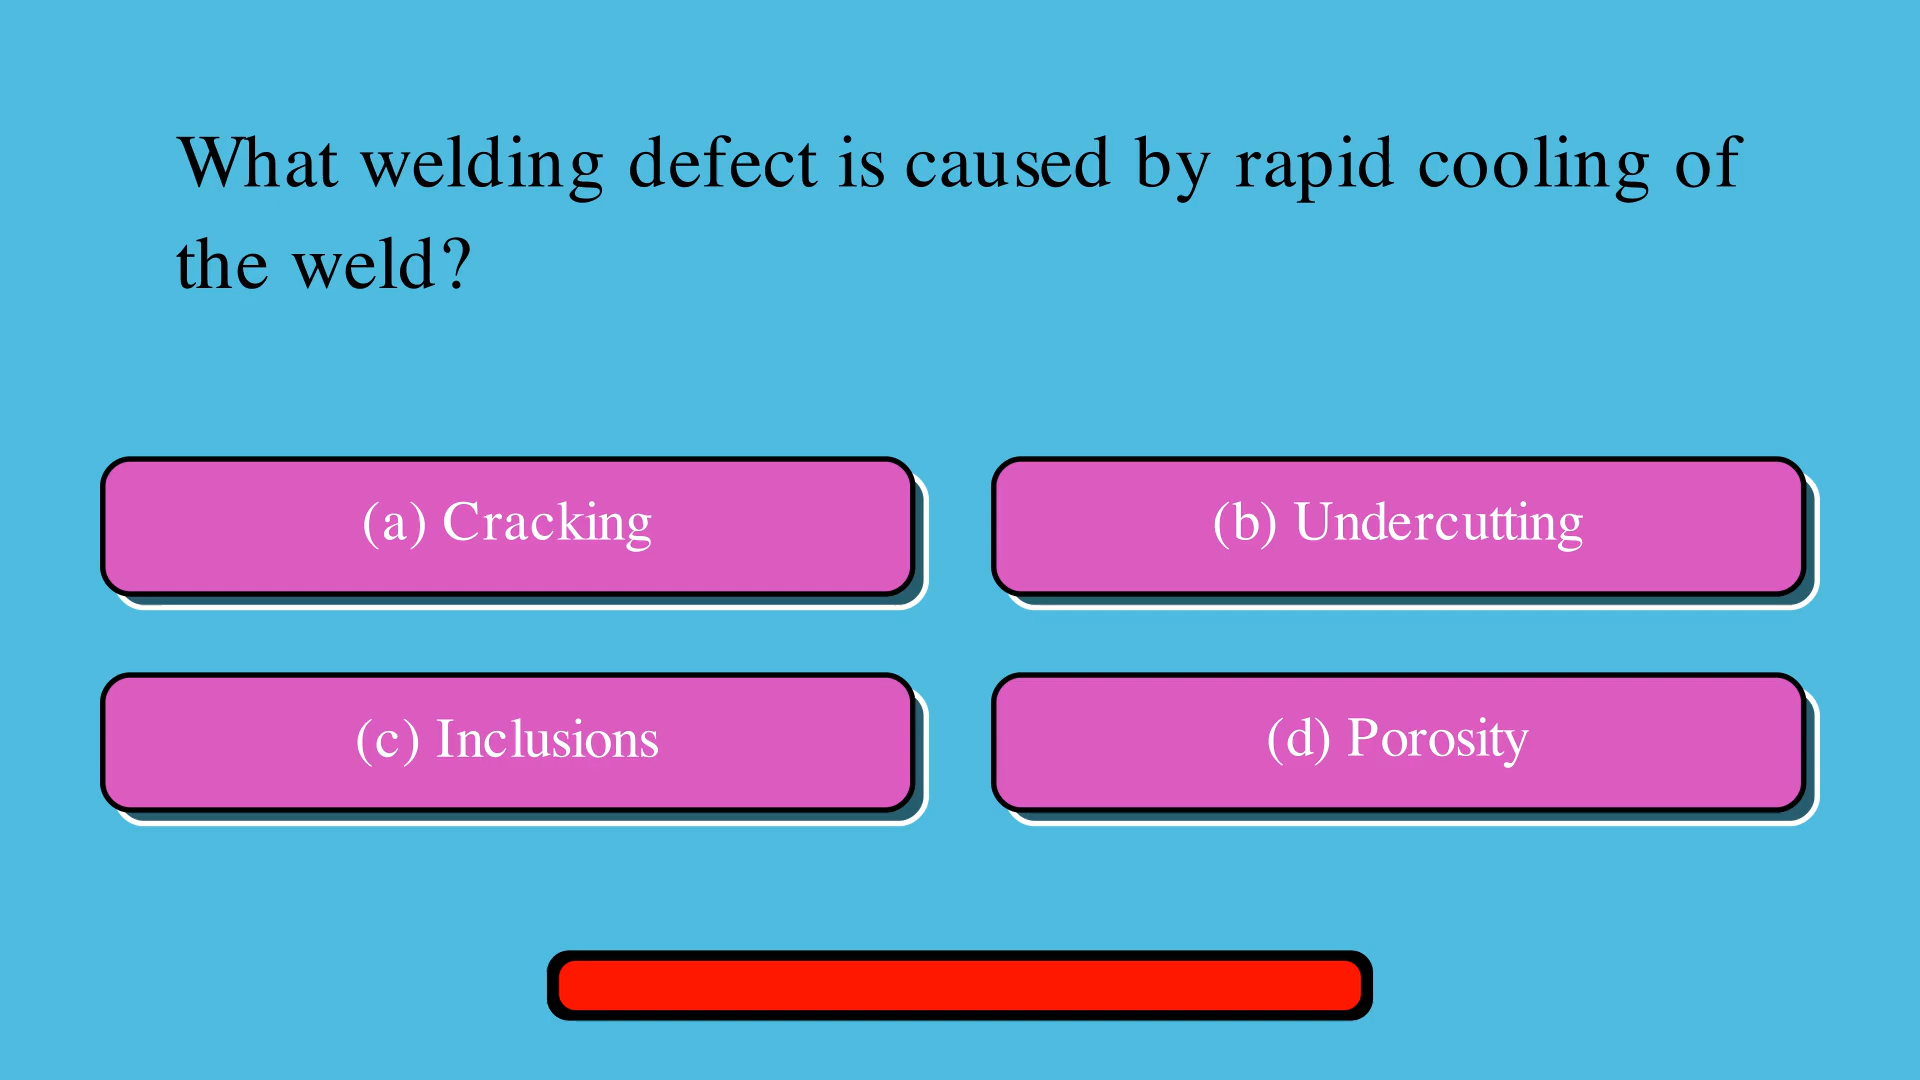 What welding defect is caused by rapid cooling of
the weld?
(a) Cracking
(b) Undercutting
(c) Inclusions
(d) Porosity